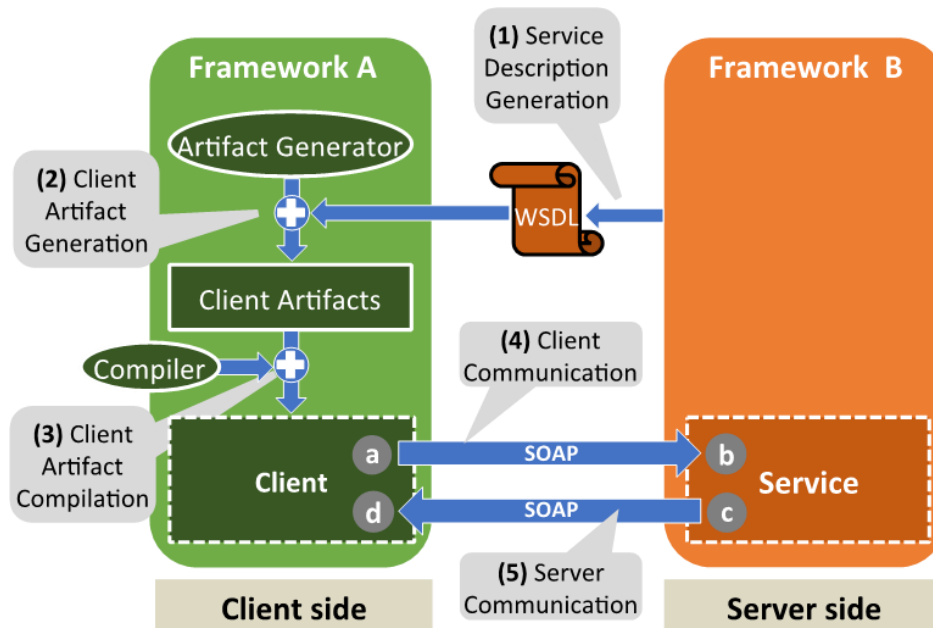 Framework A
(1) Service
Description
Generation
Framework B
Artifact Generator
(2) Client
Artifact
Generation
WSDL
Client Artifacts
Compiler
(4) Client
Communication
(3) Client
Artifact
Compilation
a
SOAP
b
Client
Service
d
SOAP
c
(5) Server
Communication
Client side
Server side